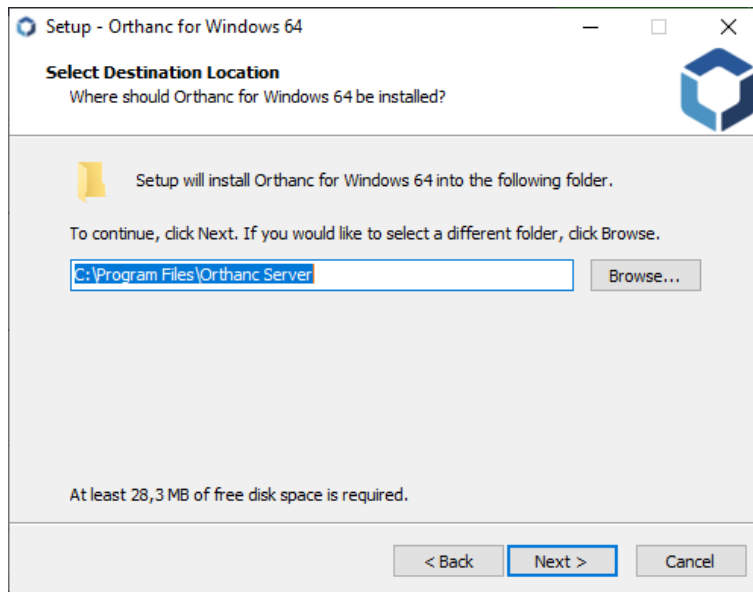 Setup - Orthanc for Windows 64
Select Destination Location
Where should Orthanc for Windows 64 be installed?
Setup will install Orthanc for Windows 64 into the following folder.
To continue, click Next. If you would like to select a different folder, click Browse.
C:\Program Files\Orthanc Server
Browse...
At least 28,3 MB of free disk space is required.
< Back
Next >
Cancel